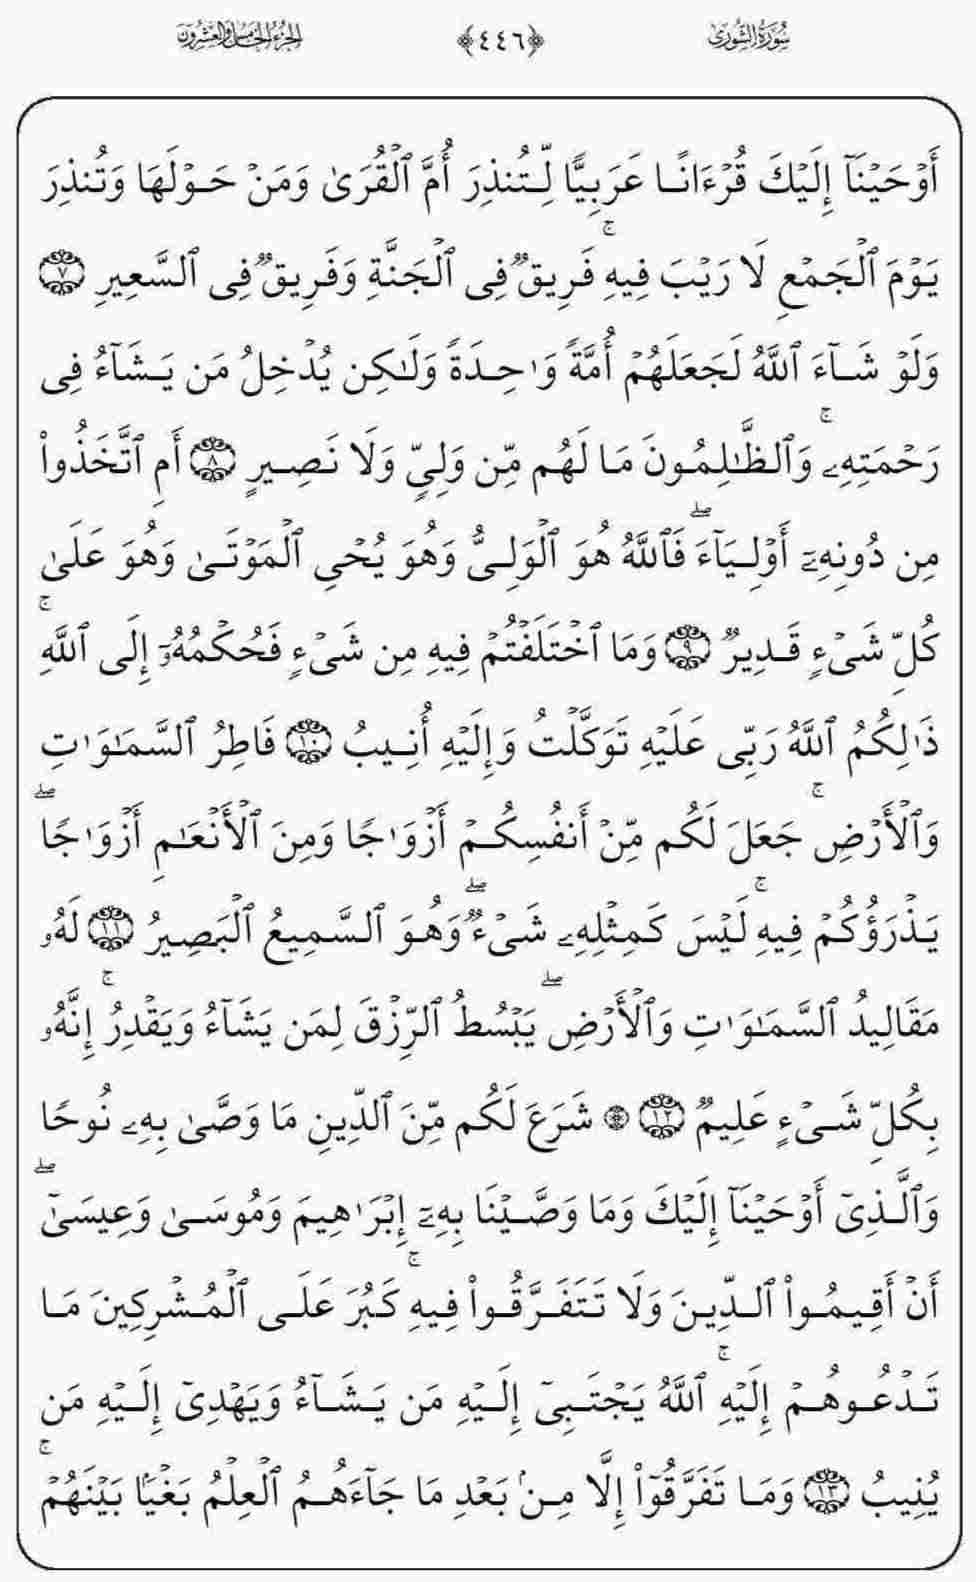 سُورَةُ الشُّورَىٰ ﴿٤٤٦﴾ الجُزْءُ الخَامِسُ وَالعِشْرُونَ
أَوۡحَيۡنَآ إِلَيۡكَ قُرۡءَانًا عَرَبِيّٗا لِّتُنذِرَ أُمَّ ٱلۡقُرَىٰ وَمَنۡ حَوۡلَهَا وَتُنذِرَ
يَوۡمَ ٱلۡجَمۡعِ لَا رَيۡبَ فِيهِۚ فَرِيقٞ فِى ٱلۡجَنَّةِ وَفَرِيقٞ فِى ٱلسَّعِيرِ ٧
وَلَوۡ شَآءَ ٱللَّهُ لَجَعَلَهُمۡ أُمَّةٗ وَٰحِدَةٗ وَلَٰكِن يُدۡخِلُ مَن يَشَآءُ فِى
رَحۡمَتِهِۦۚ وَٱلظَّٰلِمُونَ مَا لَهُم مِّن وَلِيّٖ وَلَا نَصِيرٍ ٨ أَمِ ٱتَّخَذُواْ
مِن دُونِهِۦٓ أَوۡلِيَآءَۖ فَٱللَّهُ هُوَ ٱلۡوَلِىُّ وَهُوَ يُحۡىِ ٱلۡمَوۡتَىٰ وَهُوَ عَلَىٰ
كُلِّ شَىۡءٖ قَدِيرٞ ٩ وَمَا ٱخۡتَلَفۡتُمۡ فِيهِ مِن شَىۡءٖ فَحُكۡمُهُۥٓ إِلَى ٱللَّهِۚ
ذَٰلِكُمُ ٱللَّهُ رَبِّى عَلَيۡهِ تَوَكَّلۡتُ وَإِلَيۡهِ أُنِيبُ ١٠ فَاطِرُ ٱلسَّمَٰوَٰتِ
وَٱلۡأَرۡضِۚ جَعَلَ لَكُم مِّنۡ أَنفُسِكُمۡ أَزۡوَٰجٗا وَمِنَ ٱلۡأَنۡعَٰمِ أَزۡوَٰجٗاۖ
يَذۡرَؤُكُمۡ فِيهِۚ لَيۡسَ كَمِثۡلِهِۦ شَىۡءٞۖ وَهُوَ ٱلسَّمِيعُ ٱلۡبَصِيرُ ١١ لَهُۥ
مَقَالِيدُ ٱلسَّمَٰوَٰتِ وَٱلۡأَرۡضِۖ يَبۡسُطُ ٱلرِّزۡقَ لِمَن يَشَآءُ وَيَقۡدِرُۚ إِنَّهُۥ
بِكُلِّ شَىۡءٍ عَلِيمٞ ١٢ ۞ شَرَعَ لَكُم مِّنَ ٱلدِّينِ مَا وَصَّىٰ بِهِۦ نُوحٗا
وَٱلَّذِىٓ أَوۡحَيۡنَآ إِلَيۡكَ وَمَا وَصَّيۡنَا بِهِۦٓ إِبۡرَٰهِيمَ وَمُوسَىٰ وَعِيسَىٰٓۖ
أَنۡ أَقِيمُواْ ٱلدِّينَ وَلَا تَتَفَرَّقُواْ فِيهِۚ كَبُرَ عَلَى ٱلۡمُشۡرِكِينَ مَا
تَدۡعُوهُمۡ إِلَيۡهِۚ ٱللَّهُ يَجۡتَبِىٓ إِلَيۡهِ مَن يَشَآءُ وَيَهۡدِىٓ إِلَيۡهِ مَن
يُنِيبُ ١٣ وَمَا تَفَرَّقُوٓاْ إِلَّا مِنۢ بَعۡدِ مَا جَآءَهُمُ ٱلۡعِلۡمُ بَغۡيَۢا بَيۡنَهُمۡۚ